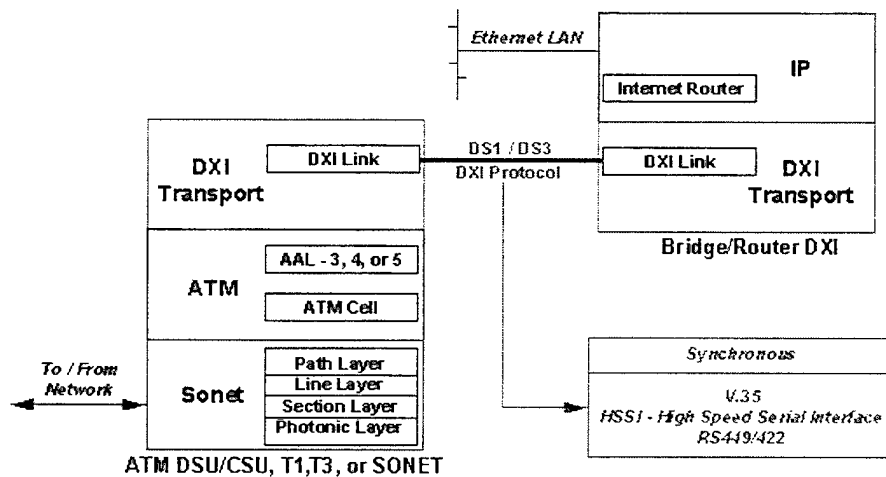 Ethernet LAN
IP
Internet Router
DXI
Transport
DXI Link
DS1 / DS3
DXI Protocol
DXI Link
DXI
Transport
Bridge/Router DXI
ATM
AAL - 3, 4, or 5
ATM Cell
To / From
Network
Sonet
Path Layer
Line Layer
Section Layer
Photonic Layer
ATM DSU/CSU, T1,T3, or SONET
Synchronous
V.35
HSSI - High Speed Serial Interface
RS449/422